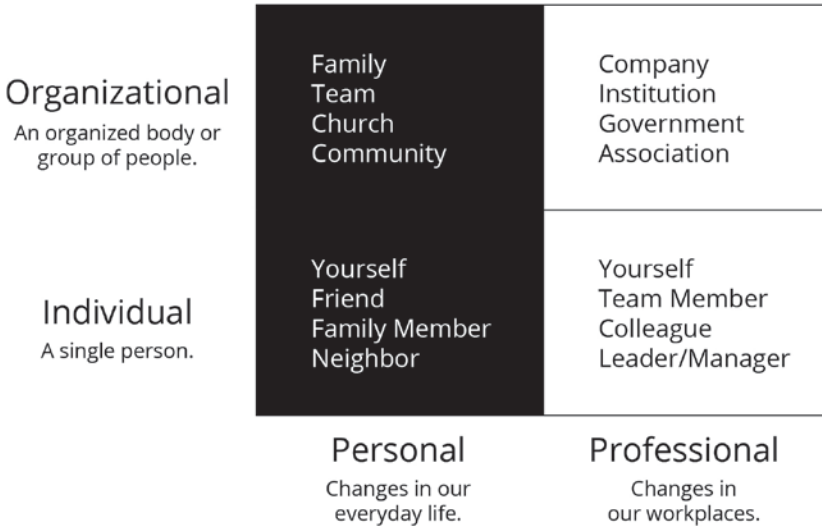 Organizational
An organized body or
group of people.
Family
Team
Church
Community
Company
Institution
Government
Association
Individual
A single person.
Yourself
Friend
Family Member
Neighbor
Yourself
Team Member
Colleague
Leader/Manager
Personal
Changes in our
everyday life.
Professional
Changes in
our workplaces.